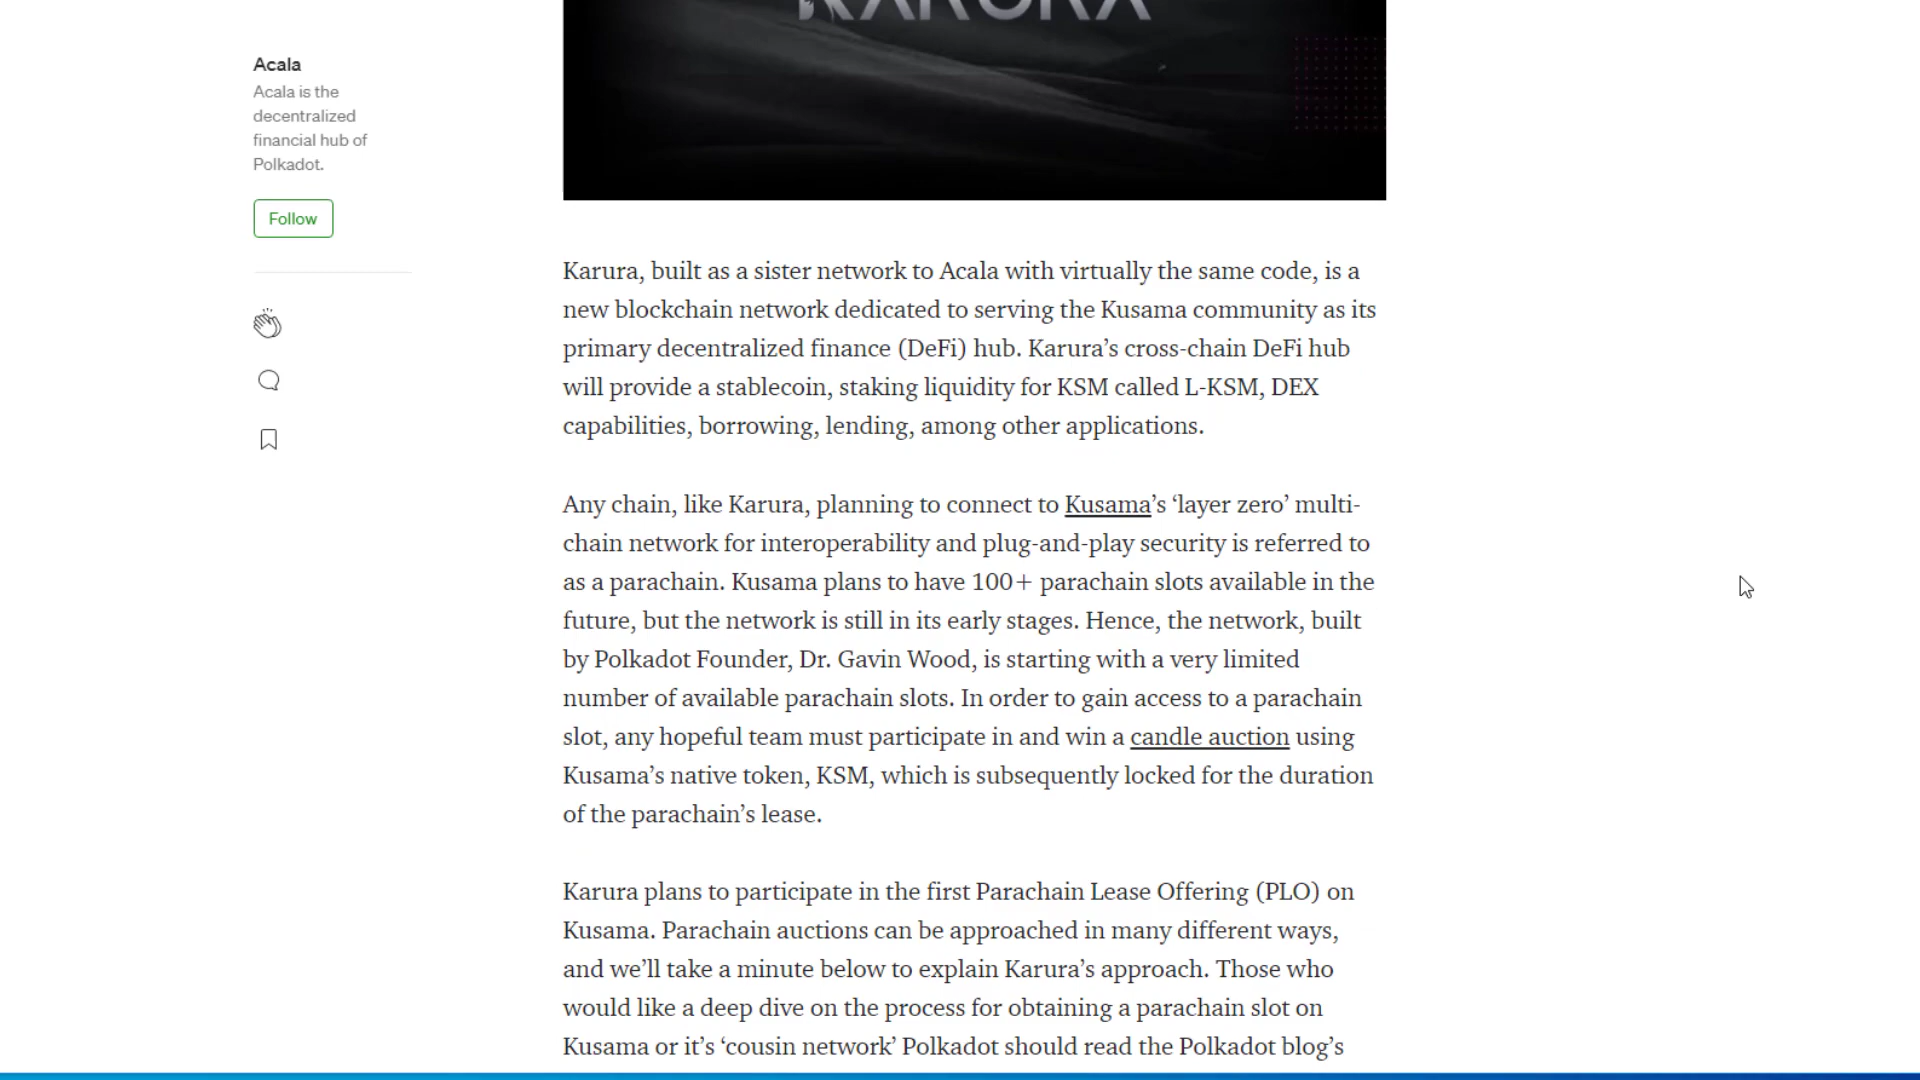 KARURA
Acala
Acala is the
decentralized
financial hub of
Polkadot.
Follow
Karura, built as a sister network to Acala with virtually the same code, is a
new blockchain network dedicated to serving the Kusama community as its
primary decentralized finance (DeFi) hub. Karura’s cross-chain DeFi hub
will provide a stablecoin, staking liquidity for KSM called L-KSM, DEX
capabilities, borrowing, lending, among other applications.
Any chain, like Karura, planning to connect to Kusama’s ‘layer zero’ multi-
chain network for interoperability and plug-and-play security is referred to
as a parachain. Kusama plans to have 100+ parachain slots available in the
future, but the network is still in its early stages. Hence, the network, built
by Polkadot Founder, Dr. Gavin Wood, is starting with a very limited
number of available parachain slots. In order to gain access to a parachain
slot, any hopeful team must participate in and win a candle auction using
Kusama’s native token, KSM, which is subsequently locked for the duration
of the parachain’s lease.
Karura plans to participate in the first Parachain Lease Offering (PLO) on
Kusama. Parachain auctions can be approached in many different ways,
and we’ll take a minute below to explain Karura’s approach. Those who
would like a deep dive on the process for obtaining a parachain slot on
Kusama or it’s ‘cousin network’ Polkadot should read the Polkadot blog’s